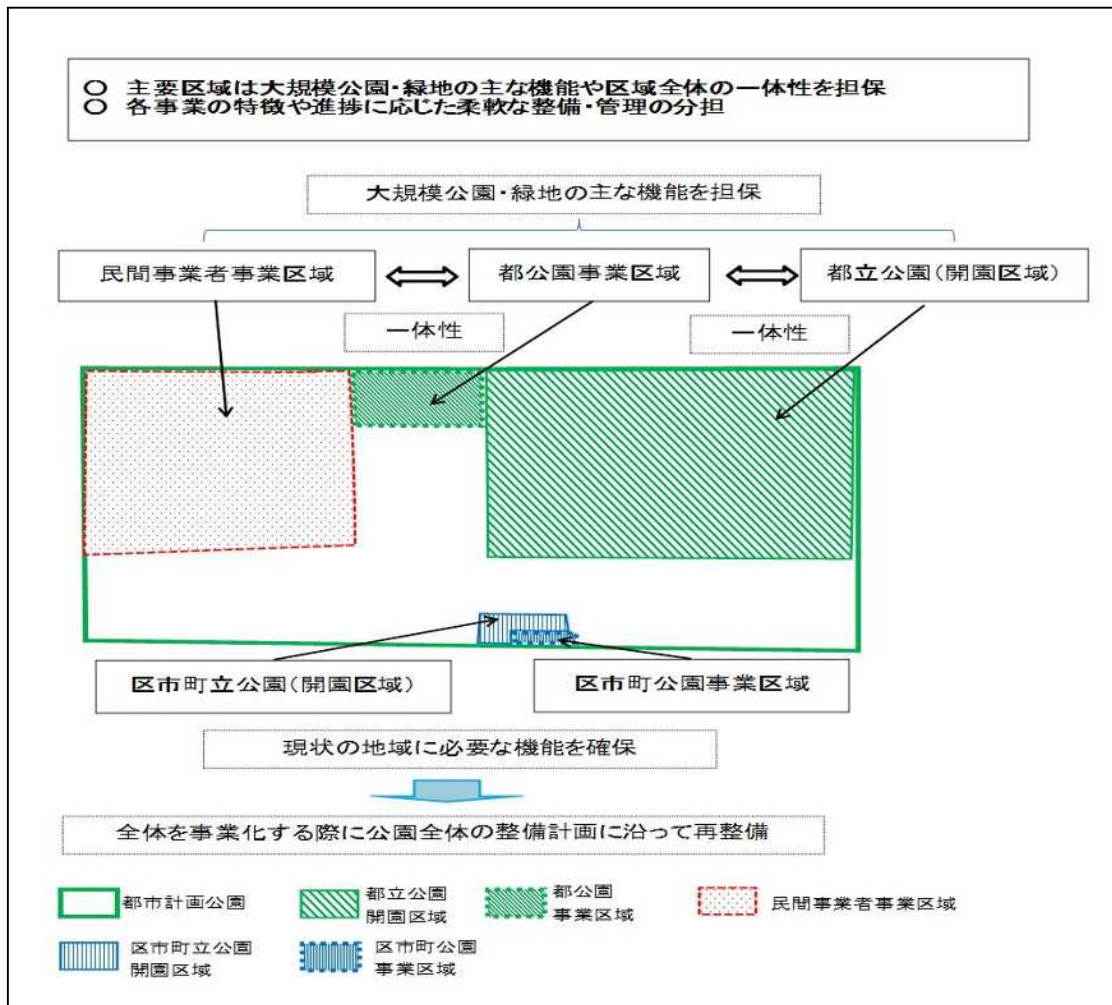 ○ 主要区域は大規模公園・緑地の主な機能や区域全体の一体性を担保
○ 各事業の特徴や進捗に応じた柔軟な整備・管理の分担
大規模公園・緑地の主な機能を担保
民間事業者事業区域
都公園事業区域
都立公園(開園区域)
一体性
一体性
区市町立公園(開園区域)
区市町公園事業区域
現状の地域に必要な機能を確保
全体を事業化する際に公園全体の整備計画に沿って再整備
都市計画公園
都立公園
開園区域
都公園
事業区域
民間事業者事業区域
区市町立公園
開園区域
区市町公園
事業区域